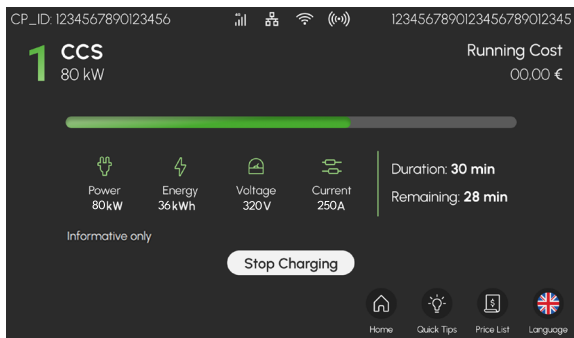 CP_ID: 1234567890123456
1234567890123456789012345
1 CCS
80 kW
Running Cost
00,00 €
Power
80kW
Energy
36kWh
Voltage
320V
Current
250A
Duration: 30 min
Remaining: 28 min
Informative only
Stop Charging
Home
Quick Tips
$
Price List
Language